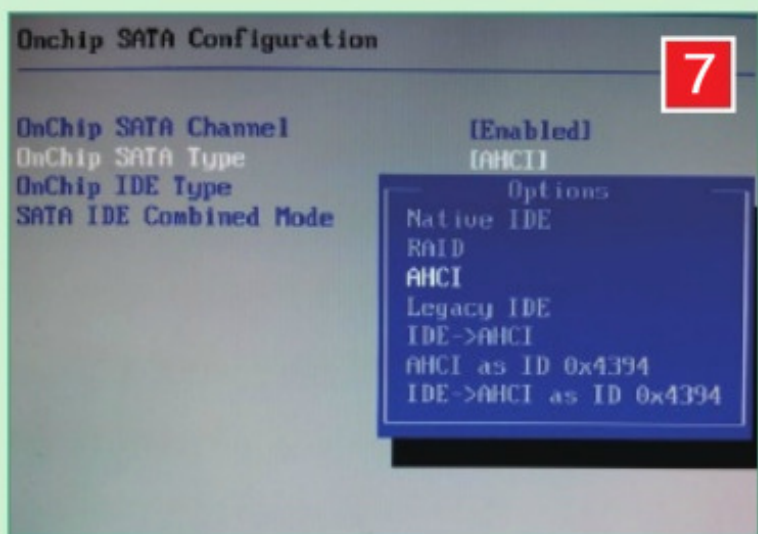 Onchip SATA Configuration
7
OnChip SATA Channel [Enabled]
OnChip SATA Type [AHCI]
OnChip IDE Type
SATA IDE Combined Mode
Options
Native IDE
RAID
AHCI
Legacy IDE
IDE->AHCI
AHCI as ID 0x4394
IDE->AHCI as ID 0x4394